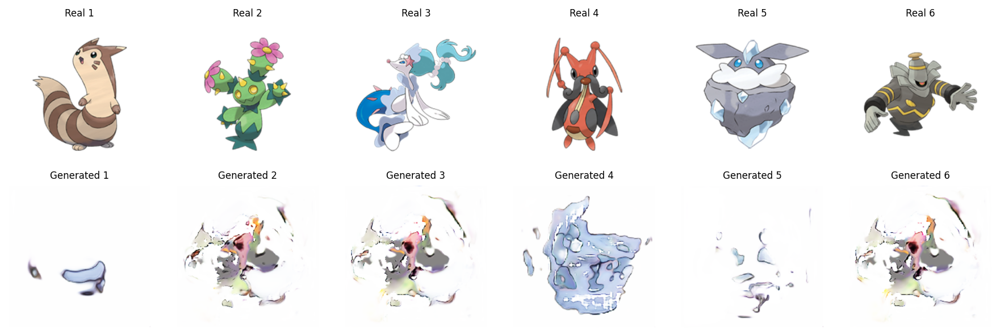 Real 1
Real 2
Real 3
Real 4
Real 5
Real 6
Generated 1
Generated 2
Generated 3
Generated 4
Generated 5
Generated 6